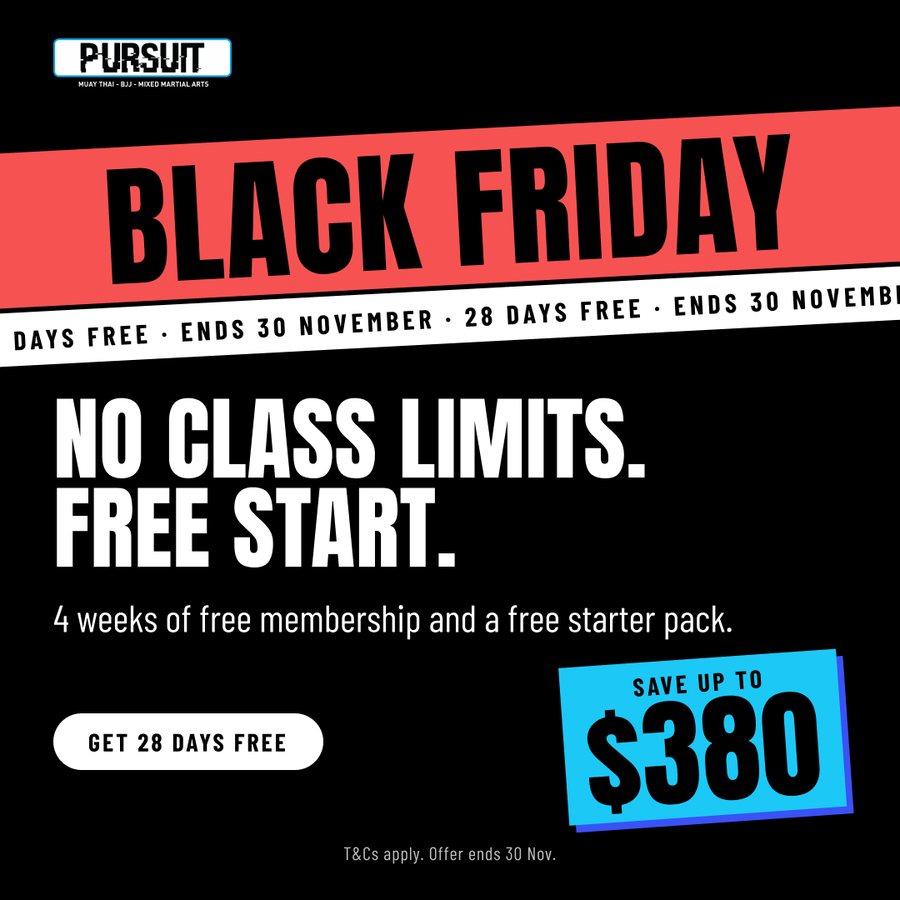 PURSUIT
MUAY THAI - BJJ - MIXED MARTIAL ARTS
BLACK FRIDAY
DAYS FREE · ENDS 30 NOVEMBER · 28 DAYS FREE · ENDS 30 NOVEMB
NO CLASS LIMITS.
FREE START.
4 weeks of free membership and a free starter pack.
SAVE UP TO
$380
GET 28 DAYS FREE
T&Cs apply. Offer ends 30 Nov.